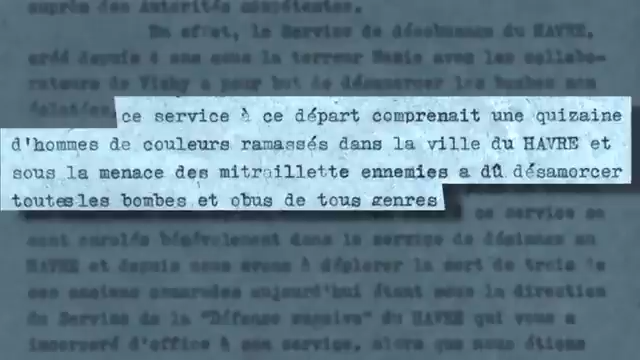 auprès des Autorités compétentes.
En effet, le Service de désobusage du HAVRE,
créé depuis 4 ans sous la terreur Nazie avec les collabo-
rateurs de Vichy a pour but de désamorcer les bombes non
éclatées,
ce service à ce départ comprenait une quizaine
d'hommes de couleurs ramassés dans la ville du HAVRE et
sous la menace des mitraillette ennemies a dû désamorcer
toutes les bombes et obus de tous genres
ce service se
sont enrôlés bénévolement dans le service de
HAVRE et depuis nous avons à déplorer la mort de trois de
nos anciens camarades aujourd'hui étant sous la direction
du Service de la "Défense passive" du HAVRE qui vous a
incorporé d'office à son service, alors que nous étions